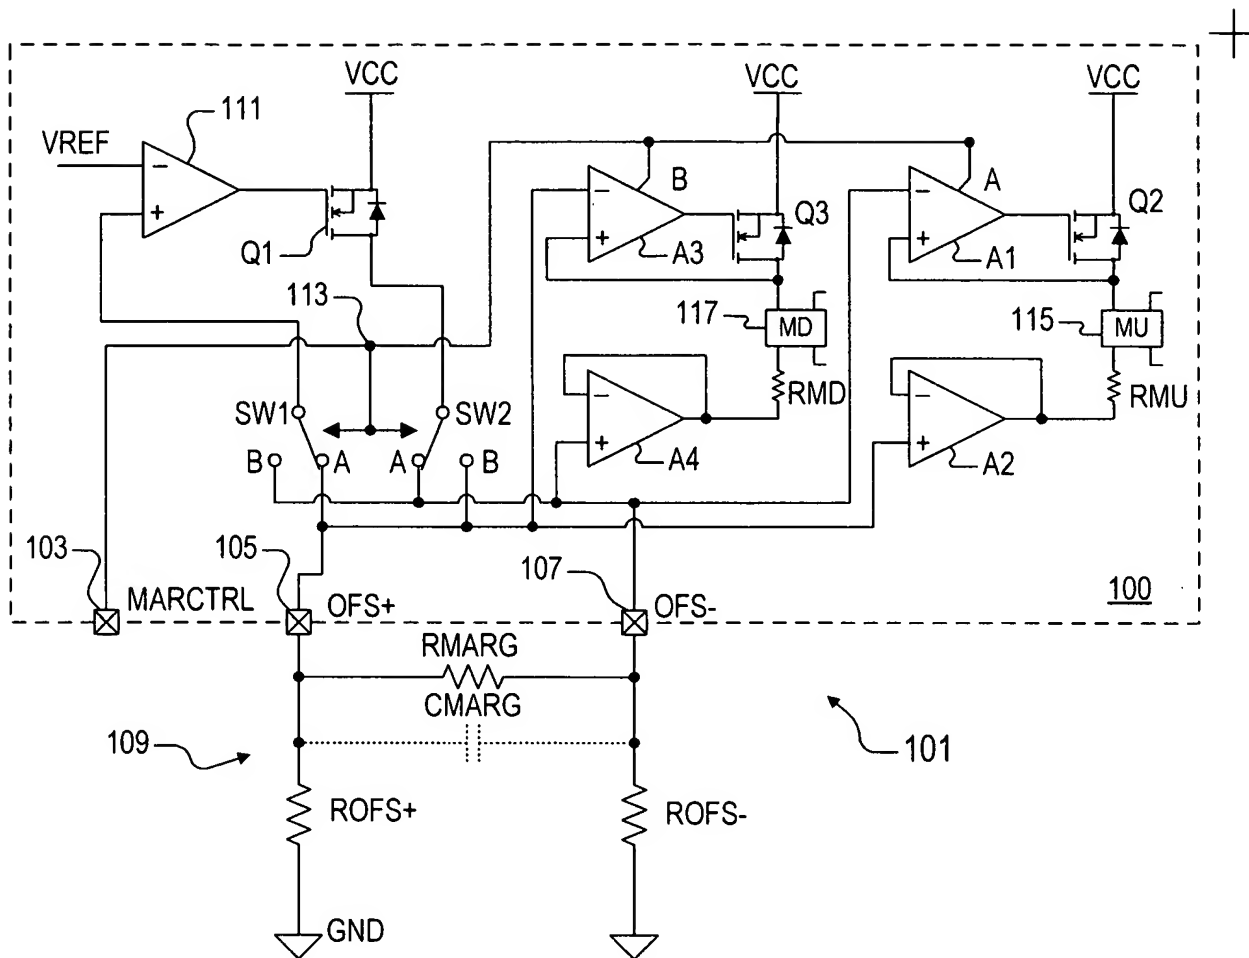 VCC
VCC
VCC
111
VREF
−
+
Q1
B
−
+
A3
Q3
A
−
+
A1
Q2
113
117
MD
115
MU
RMD
RMU
SW1
SW2
−
+
A4
−
+
A2
B
A
A
B
103
105
107
MARCTRL
OFS+
OFS-
100
RMARG
CMARG
109
101
ROFS+
ROFS-
GND